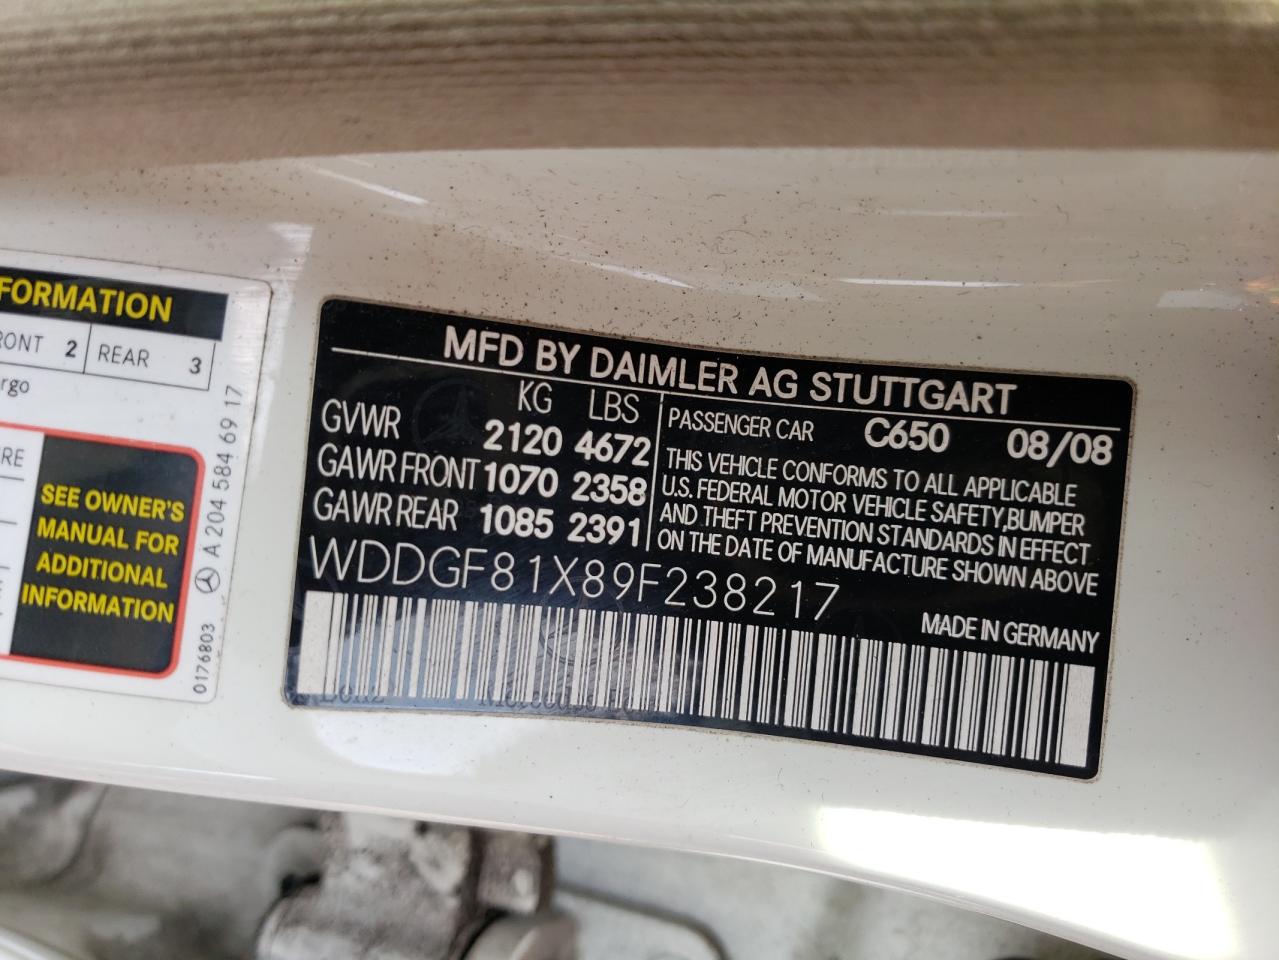 FORMATION
RONT 2 REAR 3
rgo
ERE
SEE OWNER'S
MANUAL FOR
ADDITIONAL
INFORMATION
0176803 A 204 584 69 17
MFD BY DAIMLER AG STUTTGART
KG LBS
GVWR 2120 4672
GAWR FRONT 1070 2358
GAWR REAR 1085 2391
PASSENGER CAR C650 08/08
THIS VEHICLE CONFORMS TO ALL APPLICABLE
U.S. FEDERAL MOTOR VEHICLE SAFETY,BUMPER
AND THEFT PREVENTION STANDARDS IN EFFECT
ON THE DATE OF MANUFACTURE SHOWN ABOVE
WDDGF81X89F238217
MADE IN GERMANY